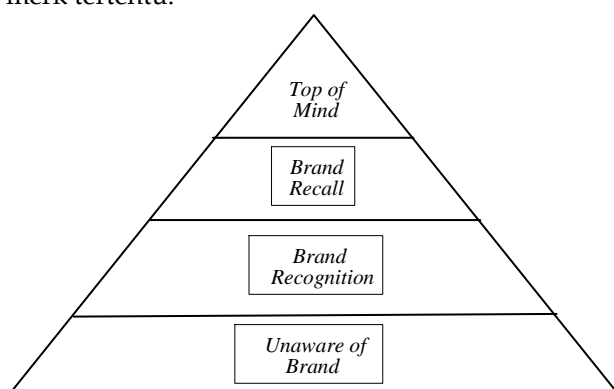 merk tertentu.
Top of
Mind
Brand
Recall
Brand
Recognition
Unaware of
Brand